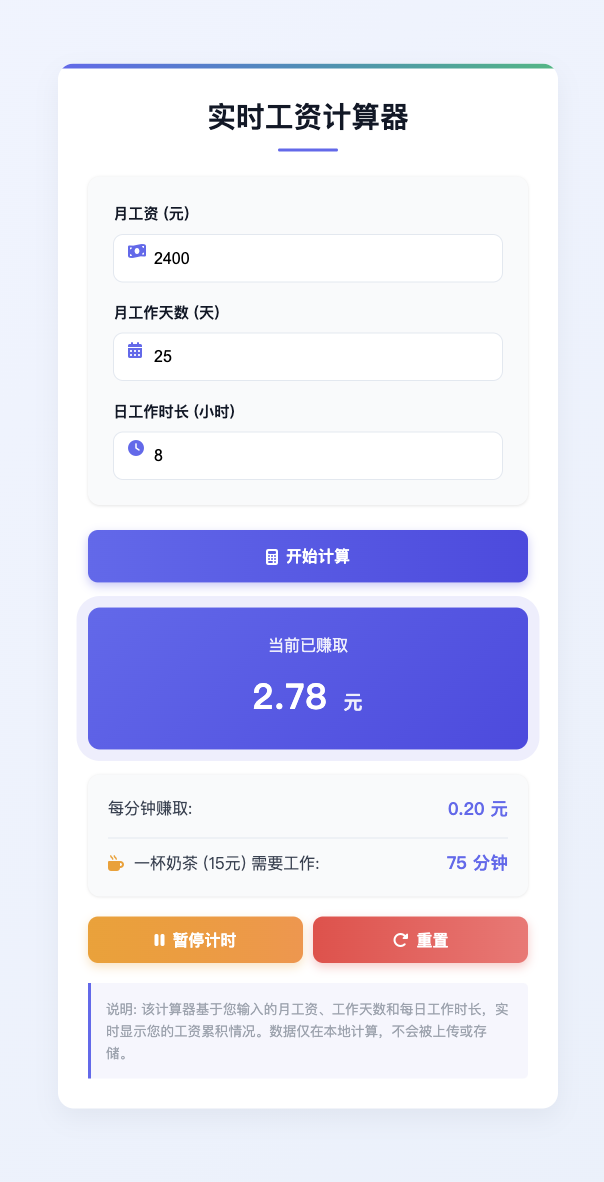 实时工资计算器
月工资 (元)
2400
月工作天数 (天)
25
日工作时长 (小时)
8
开始计算
当前已赚取
2.78 元
每分钟赚取: 0.20 元
一杯奶茶 (15元) 需要工作: 75 分钟
暂停计时 重置
说明: 该计算器基于您输入的月工资、工作天数和每日工作时长，实
时显示您的工资累积情况。数据仅在本地计算，不会被上传或存
储。